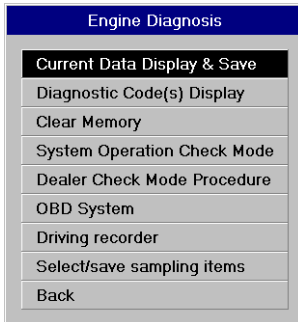 Engine Diagnosis
Current Data Display & Save
Diagnostic Code(s) Display
Clear Memory
System Operation Check Mode
Dealer Check Mode Procedure
OBD System
Driving recorder
Select/save sampling items
Back